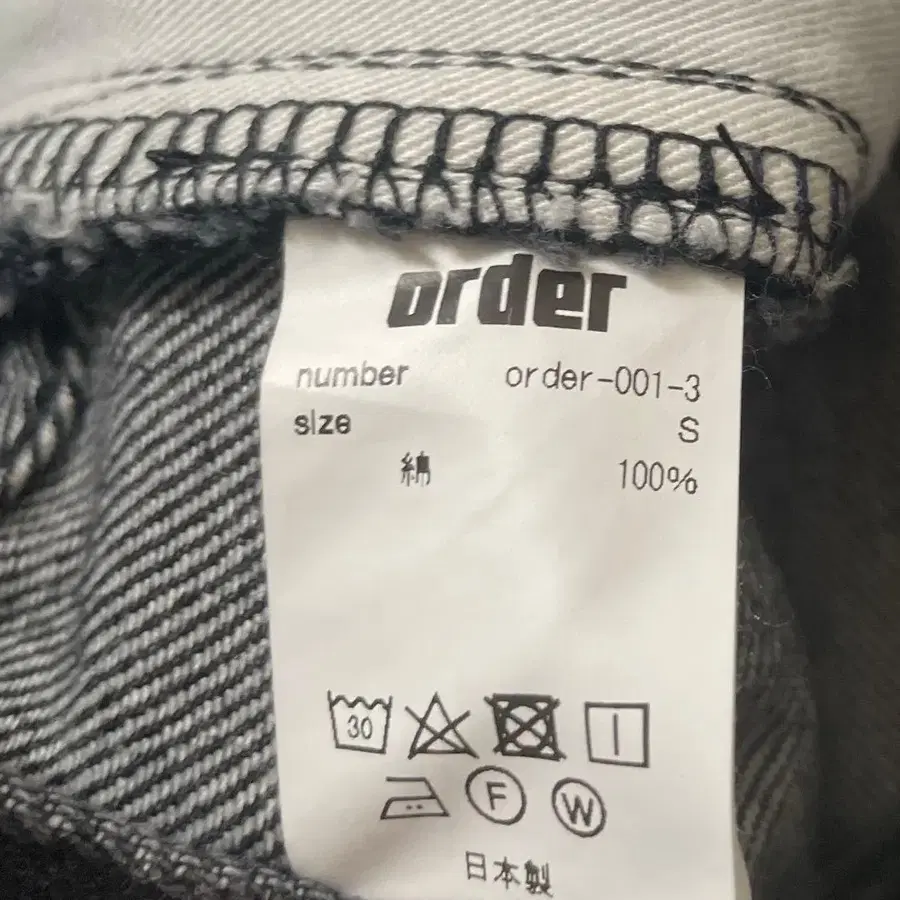 order
number order-001-3
size S
綿 100%
30
F W
日本製